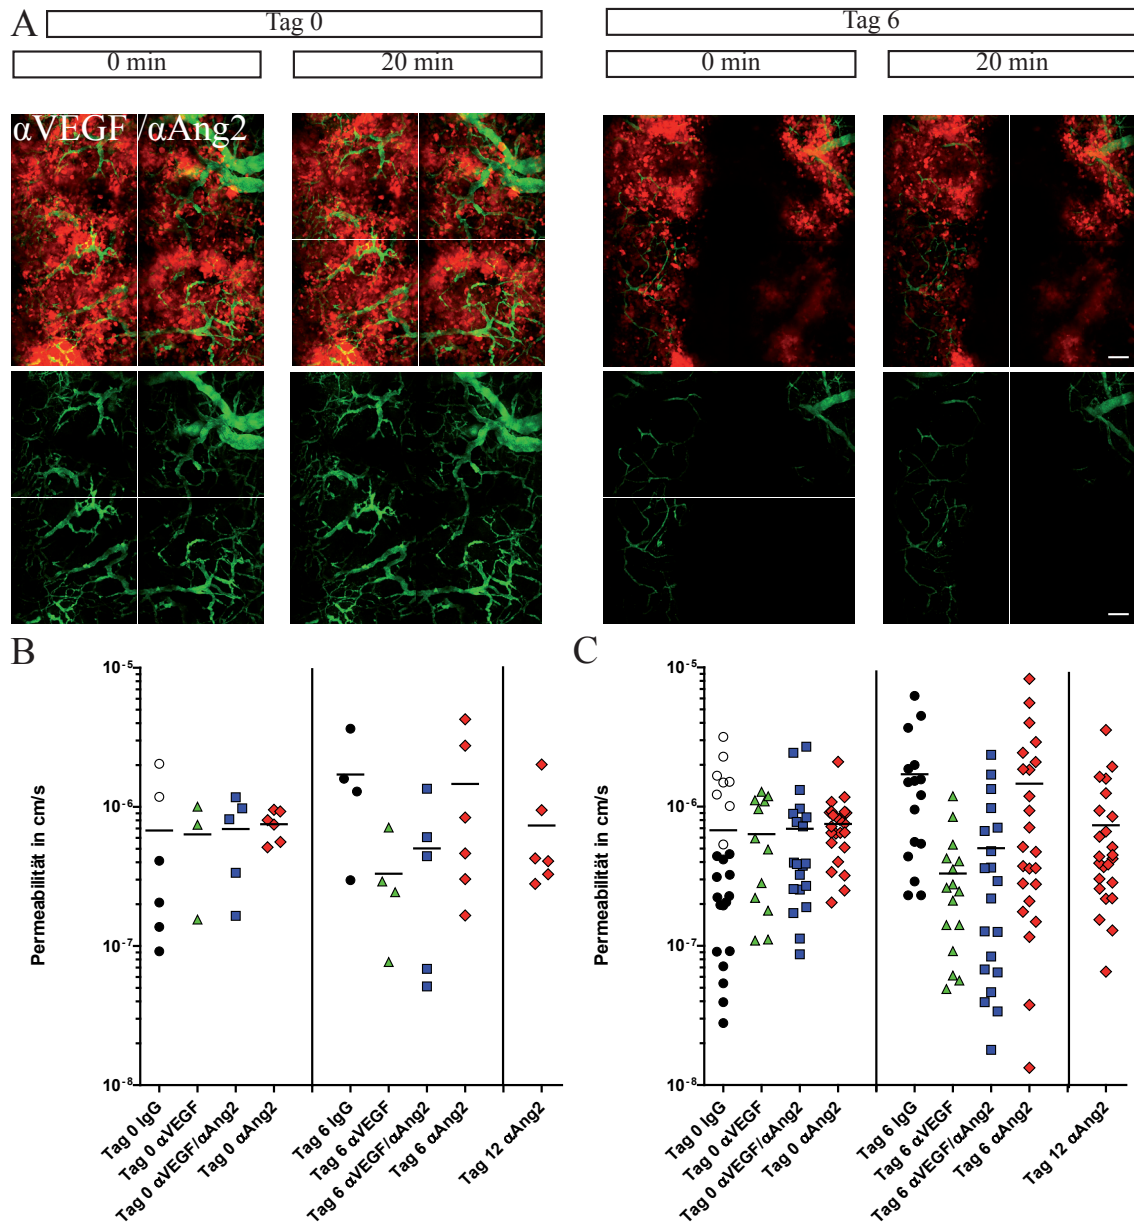 A
Tag 0
Tag 6
0 min
20 min
0 min
20 min
αVEGF /αAng2
B
C
Permeabilität in cm/s
10-5
10-6
10-7
10-8
Tag 0 IgG
Tag 0 αVEGF
Tag 0 αVEGF/αAng2
Tag 0 αAng2
Tag 6 IgG
Tag 6 αVEGF
Tag 6 αVEGF/αAng2
Tag 6 αAng2
Tag 12 αAng2
Permeabilität in cm/s
10-5
10-6
10-7
10-8
Tag 0 IgG
Tag 0 αVEGF
Tag 0 αVEGF/αAng2
Tag 0 αAng2
Tag 6 IgG
Tag 6 αVEGF
Tag 6 αVEGF/αAng2
Tag 6 αAng2
Tag 12 αAng2